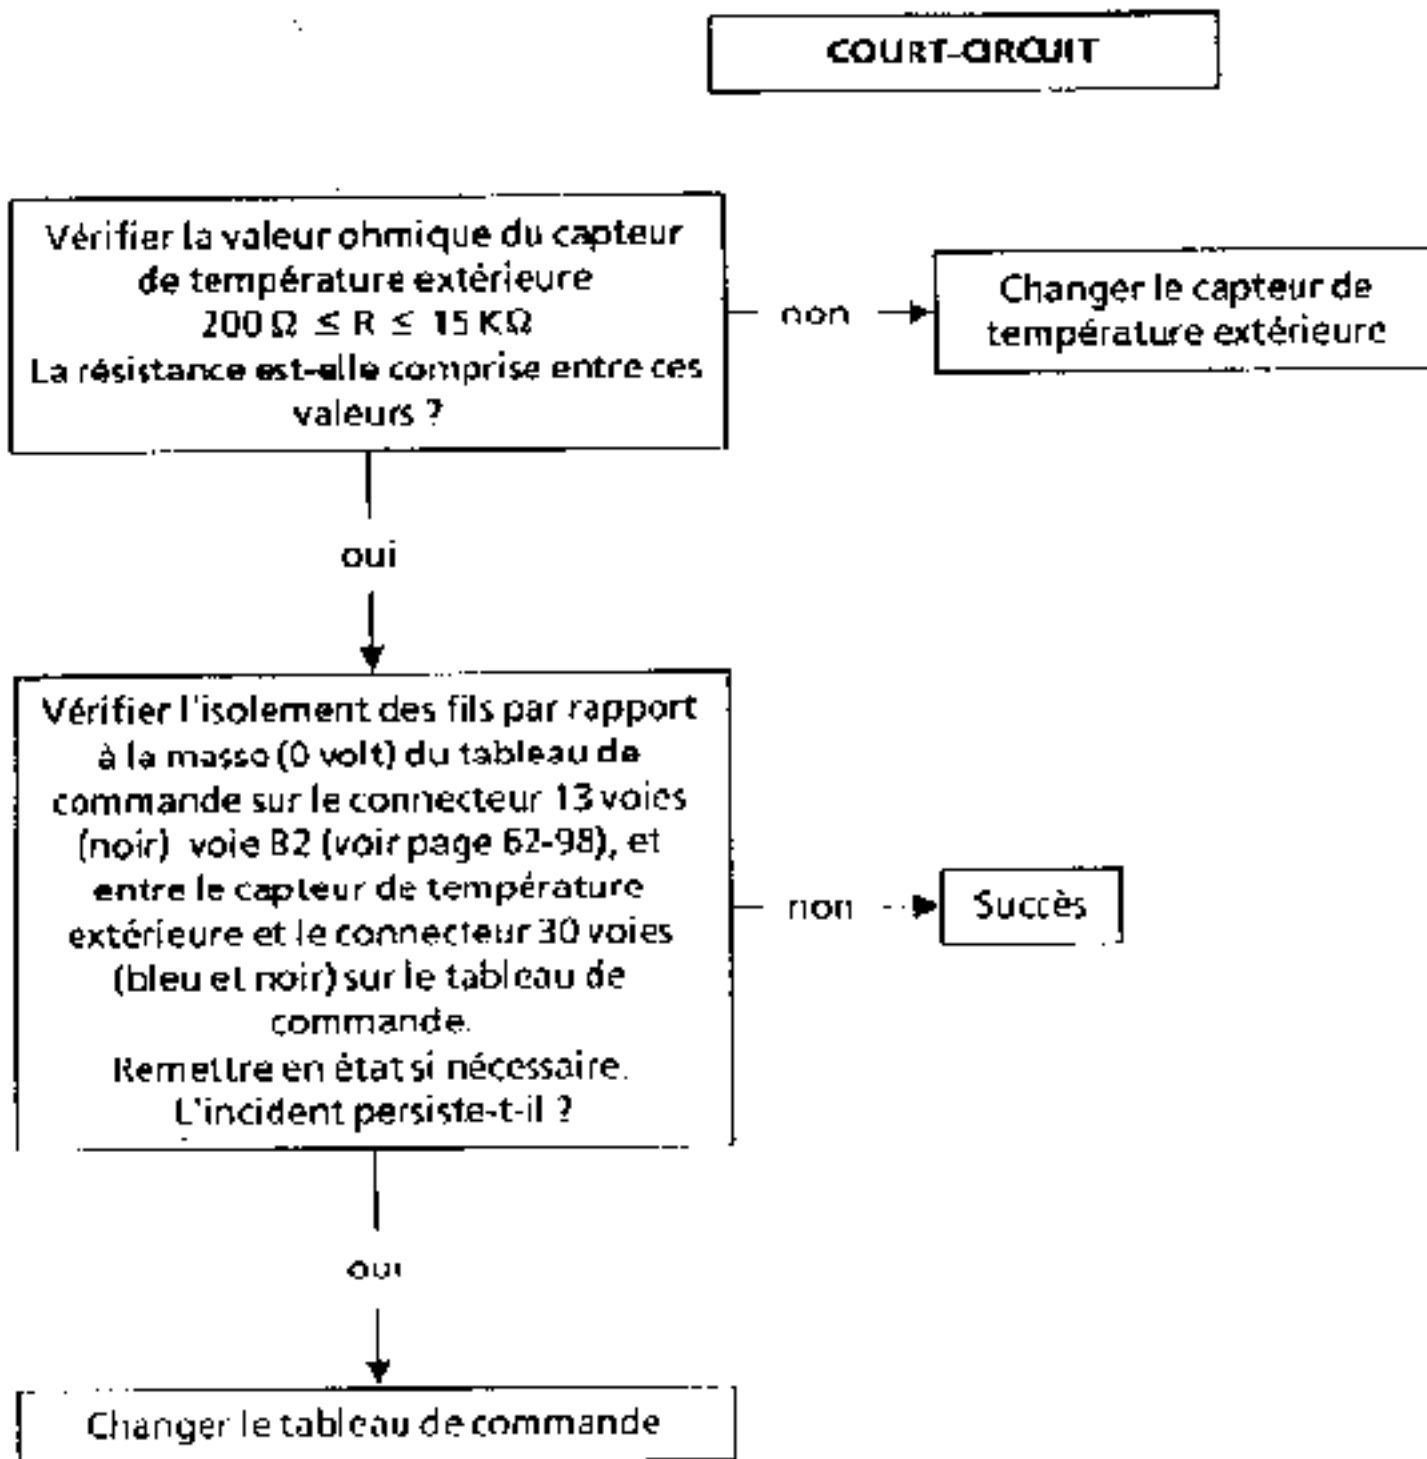 COURT-CIRCUIT
Vérifier la valeur ohmique du capteur
de température extérieure
200 Ω ≤ R ≤ 15 KΩ
La résistance est-elle comprise entre ces
valeurs ?
non
Changer le capteur de
température extérieure
oui
Vérifier l'isolement des fils par rapport
à la masse (0 volt) du tableau de
commande sur le connecteur 13 voies
(noir) voie B2 (voir page 62-98), et
entre le capteur de température
extérieure et le connecteur 30 voies
(bleu et noir) sur le tableau de
commande.
Remettre en état si nécessaire.
L'incident persiste-t-il ?
non
Succès
oui
Changer le tableau de commande